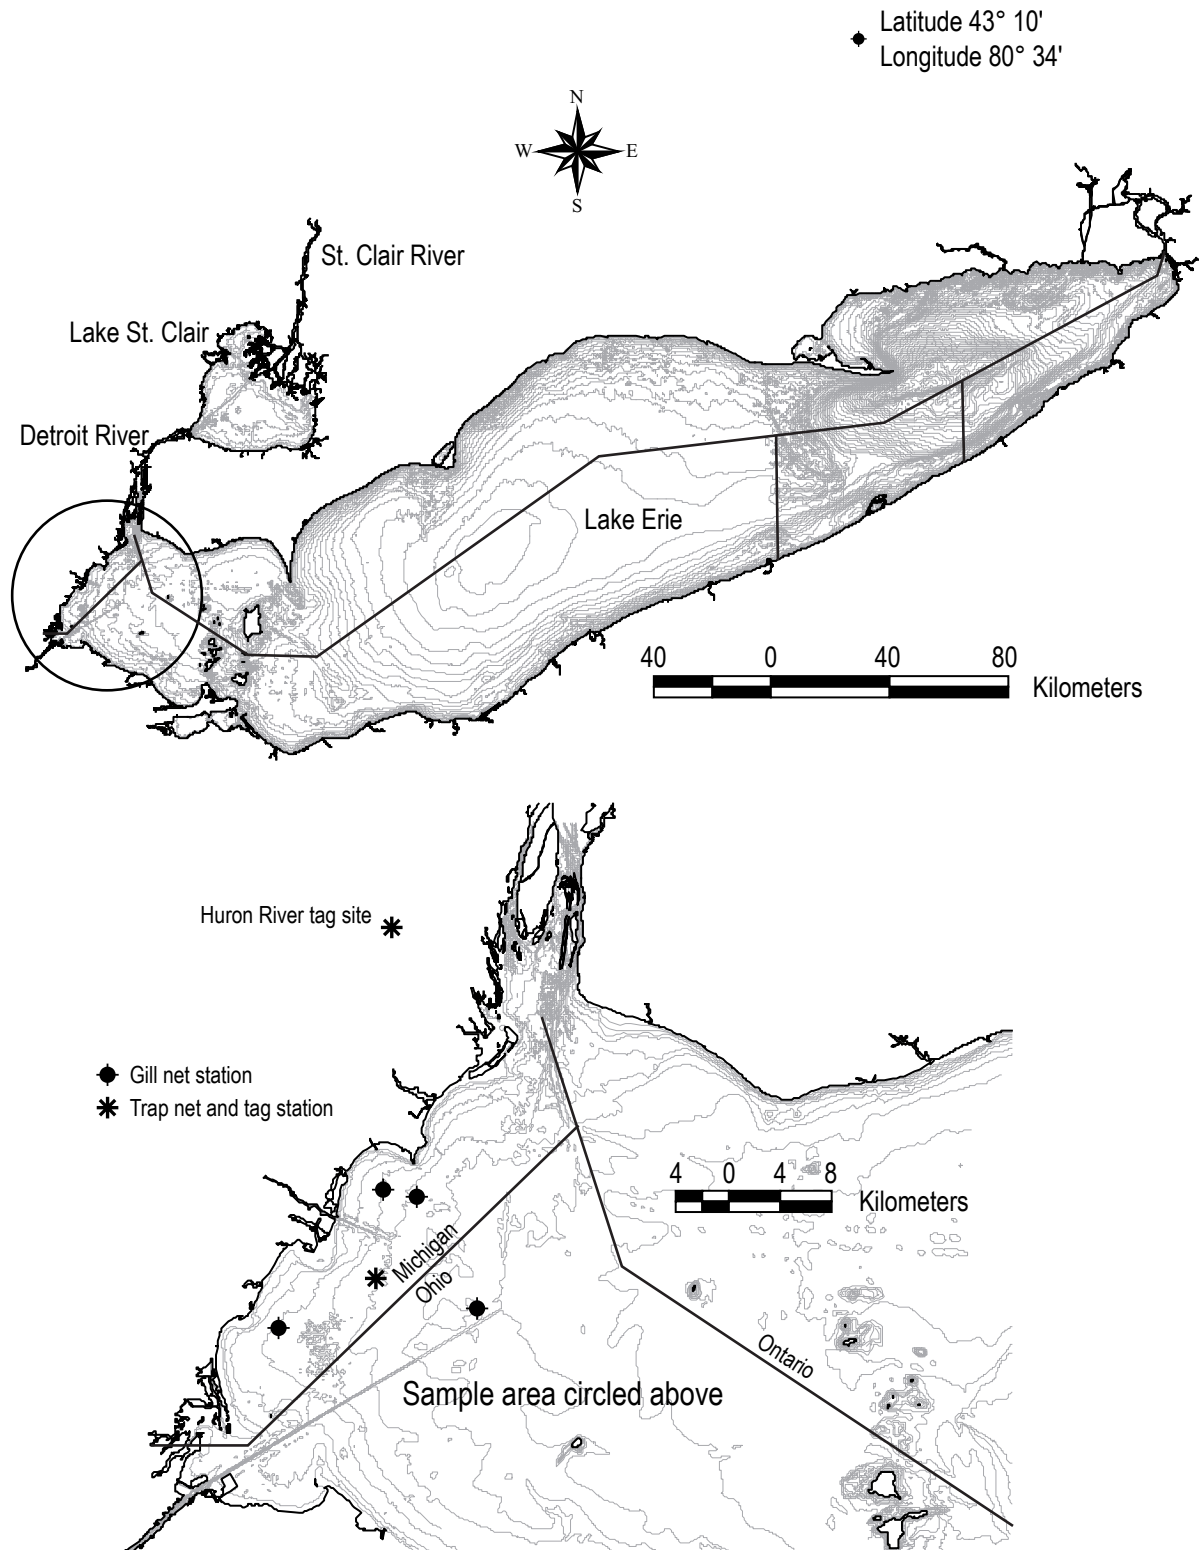 Latitude 43° 10'
Longitude 80° 34'
N
W
E
S
St. Clair River
Lake St. Clair
Detroit River
Lake Erie
40 0 40 80
Kilometers
Huron River tag site
Gill net station
Trap net and tag station
4 0 4 8
Kilometers
Michigan
Ohio
Ontario
Sample area circled above